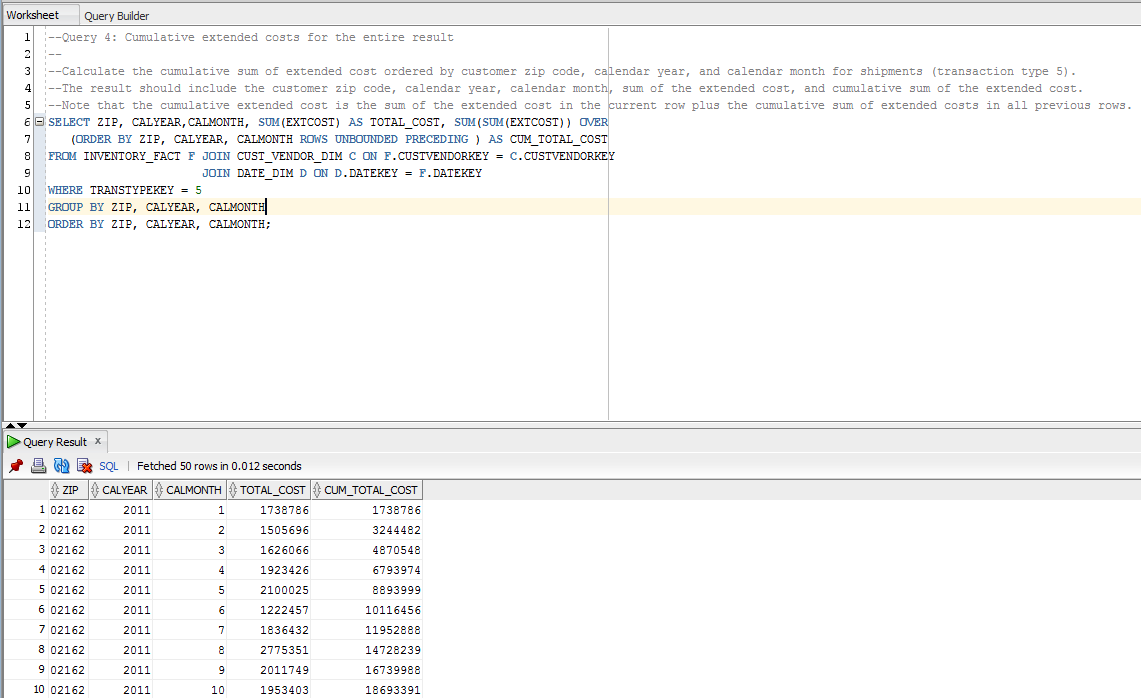 Worksheet Query Builder
1 --Query 4: Cumulative extended costs for the entire result
2 --
3 --Calculate the cumulative sum of extended cost ordered by customer zip code, calendar year, and calendar month for shipments (transaction type 5).
4 --The result should include the customer zip code, calendar year, calendar month, sum of the extended cost, and cumulative sum of the extended cost.
5 --Note that the cumulative extended cost is the sum of the extended cost in the current row plus the cumulative sum of extended costs in all previous rows.
6 SELECT ZIP, CALYEAR,CALMONTH, SUM(EXTCOST) AS TOTAL_COST, SUM(SUM(EXTCOST)) OVER
7 (ORDER BY ZIP, CALYEAR, CALMONTH ROWS UNBOUNDED PRECEDING ) AS CUM_TOTAL_COST
8 FROM INVENTORY_FACT F JOIN CUST_VENDOR_DIM C ON F.CUSTVENDORKEY = C.CUSTVENDORKEY
9 JOIN DATE_DIM D ON D.DATEKEY = F.DATEKEY
10 WHERE TRANSTYPEKEY = 5
11 GROUP BY ZIP, CALYEAR, CALMONTH
12 ORDER BY ZIP, CALYEAR, CALMONTH;
Query Result x
SQL | Fetched 50 rows in 0.012 seconds
ZIP CALYEAR CALMONTH TOTAL_COST CUM_TOTAL_COST
1 02162 2011 1 1738786 1738786
2 02162 2011 2 1505696 3244482
3 02162 2011 3 1626066 4870548
4 02162 2011 4 1923426 6793974
5 02162 2011 5 2100025 8893999
6 02162 2011 6 1222457 10116456
7 02162 2011 7 1836432 11952888
8 02162 2011 8 2775351 14728239
9 02162 2011 9 2011749 16739988
10 02162 2011 10 1953403 18693391